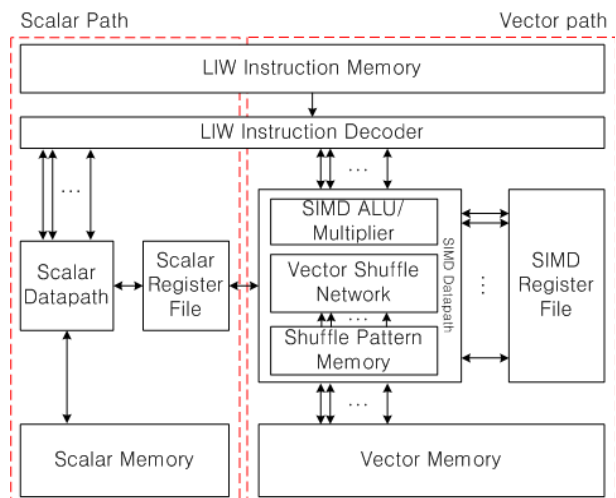 Scalar Path
Vector path
LIW Instruction Memory
LIW Instruction Decoder
...
...
SIMD ALU/
Multiplier
Scalar
Datapath
Scalar
Register
File
Vector Shuffle
Network
...
Shuffle Pattern
Memory
SIMD Datapath
...
SIMD
Register
File
...
Scalar Memory
Vector Memory